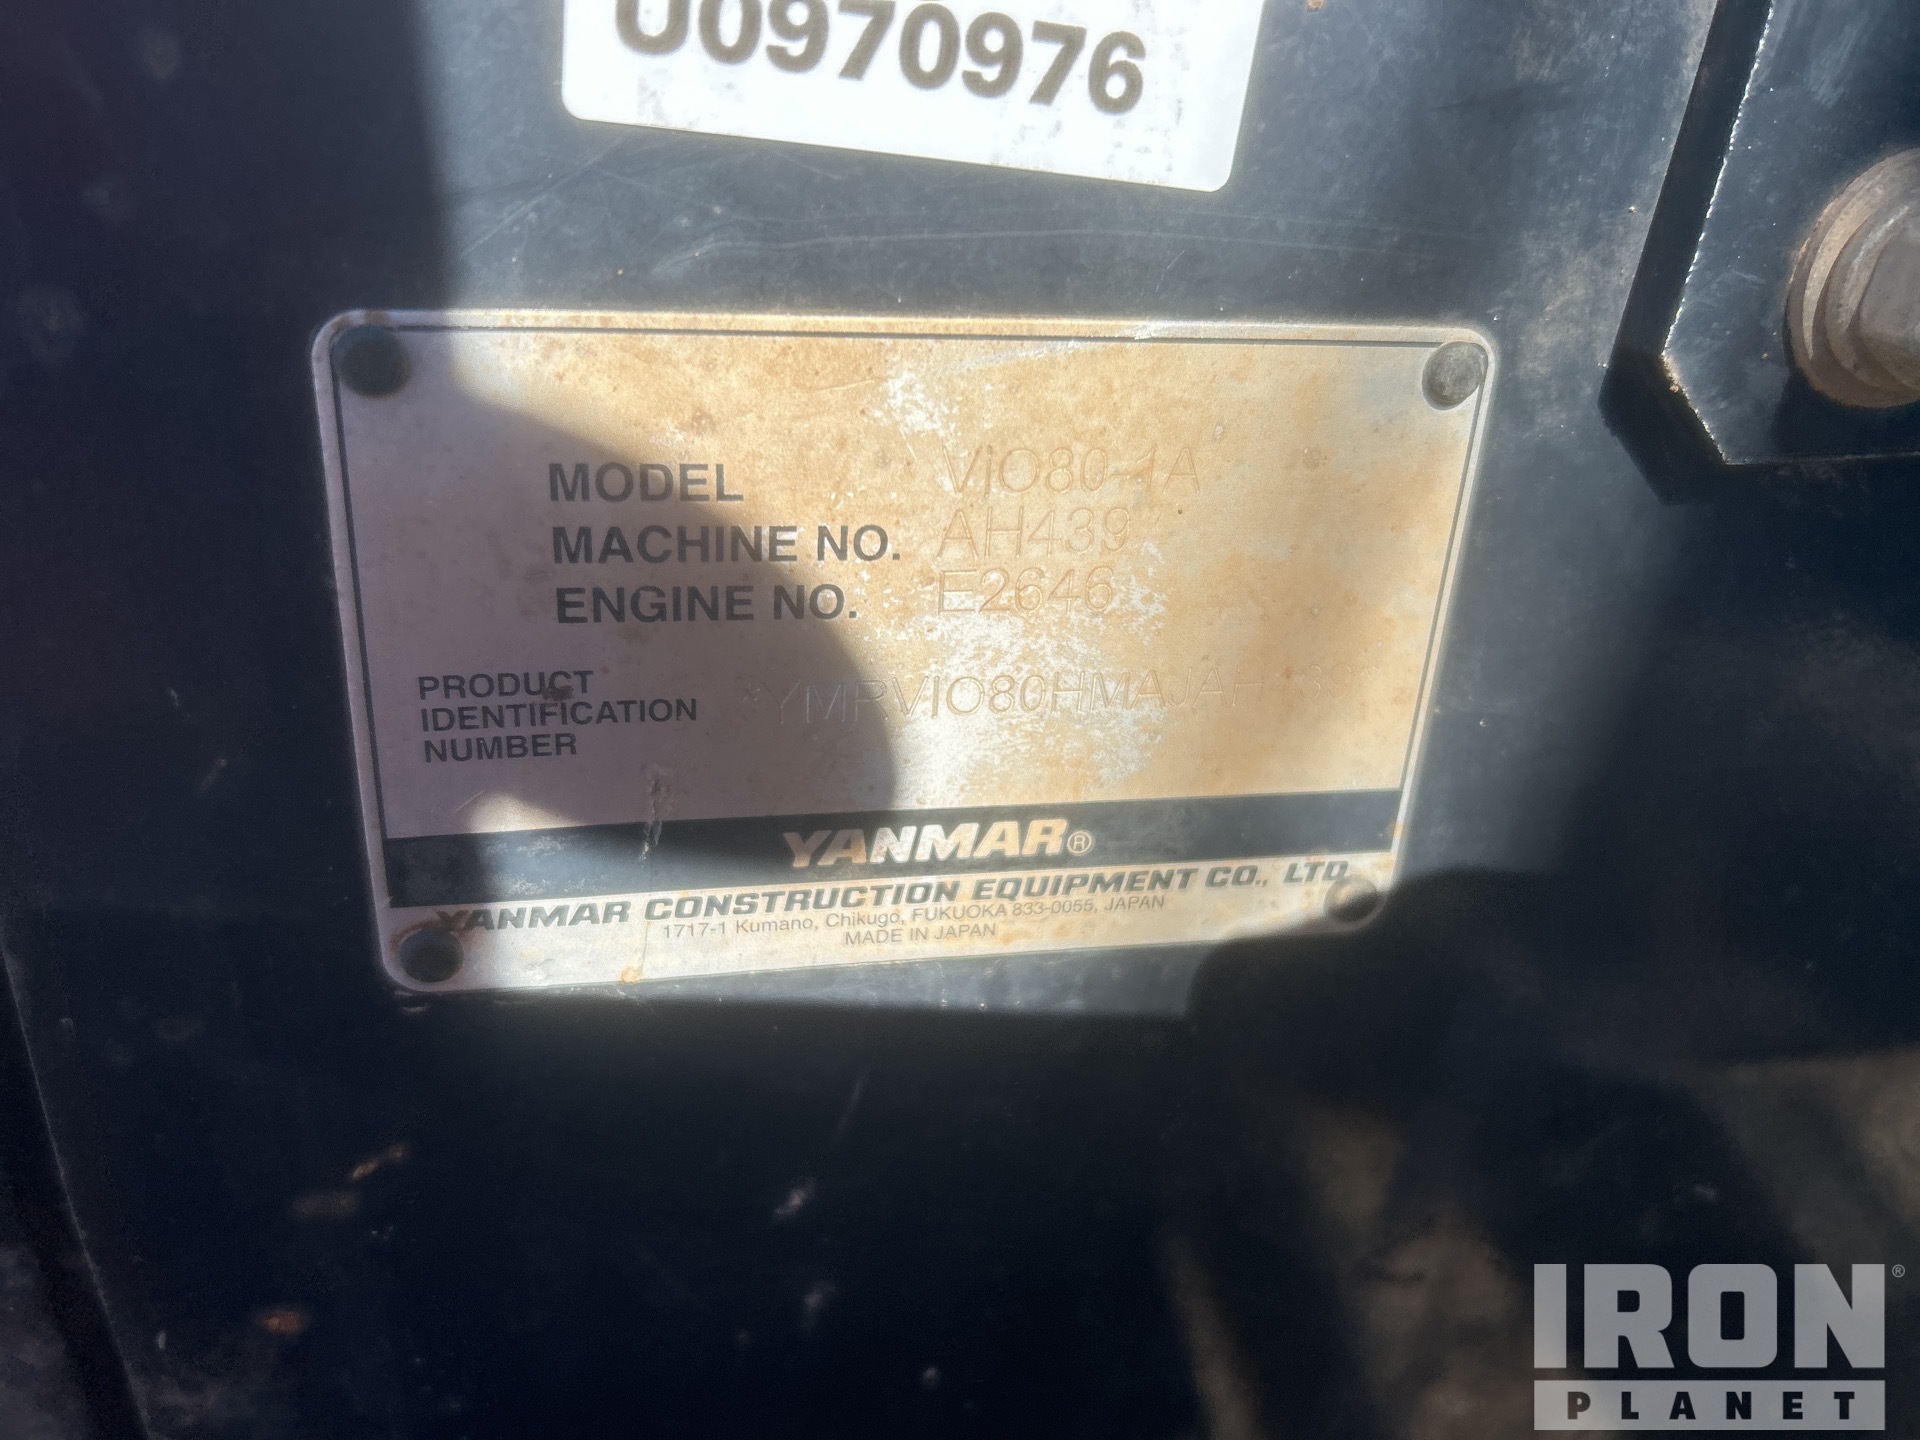 U0970976
MODEL ViO80-1A
MACHINE NO. AH439
ENGINE NO. E2646
PRODUCT
IDENTIFICATION
NUMBER
YANMAR®
YANMAR CONSTRUCTION EQUIPMENT CO., LTD.
1717-1 Kumano, Chikugo, FUKUOKA 833-0055, JAPAN
MADE IN JAPAN
IRON®
PLANET